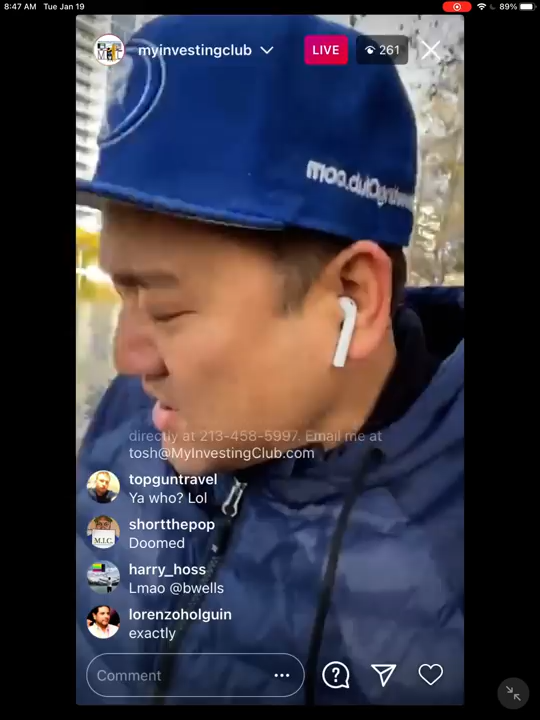 8:47 AM Tue Jan 19
89%
myinvestingclub
LIVE
261
directly at 213-458-5997. Email me at
tosh@MyInvestingClub.com
topguntravel
Ya who? Lol
shortthepop
M.I.C.
Doomed
harry_hoss
Lmao @bwells
lorenzoholguin
exactly
Comment